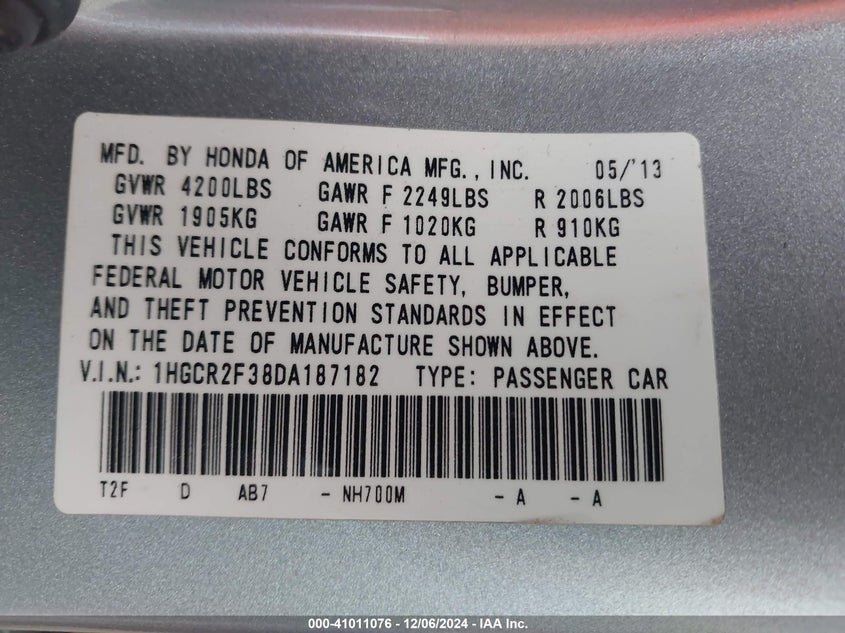 MFD. BY HONDA OF AMERICA MFG., INC. 05/'13
GVWR 4200LBS GAWR F 2249LBS R 2006LBS
GVWR 1905KG GAWR F 1020KG R 910KG
THIS VEHICLE CONFORMS TO ALL APPLICABLE
FEDERAL MOTOR VEHICLE SAFETY, BUMPER,
AND THEFT PREVENTION STANDARDS IN EFFECT
ON THE DATE OF MANUFACTURE SHOWN ABOVE.
V.I.N.: 1HGCR2F38DA187182 TYPE: PASSENGER CAR
T2F D AB7 - NH700M - A - A
000-41011076 - 12/06/2024 - IAA Inc.